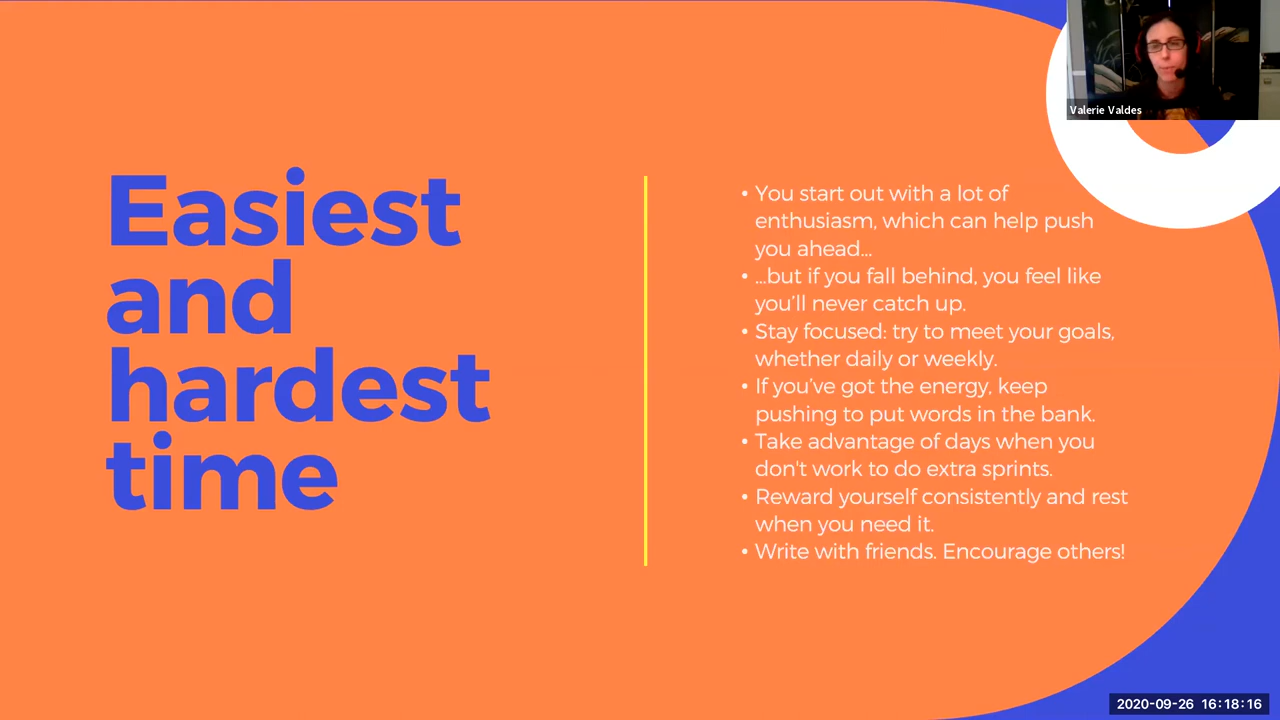 Valerie Valdes
Easiest
and
hardest
time
• You start out with a lot of
enthusiasm, which can help push
you ahead...
• ...but if you fall behind, you feel like
you’ll never catch up.
• Stay focused: try to meet your goals,
whether daily or weekly.
• If you’ve got the energy, keep
pushing to put words in the bank.
• Take advantage of days when you
don't work to do extra sprints.
• Reward yourself consistently and rest
when you need it.
• Write with friends. Encourage others!
2020-09-26 16:18:16